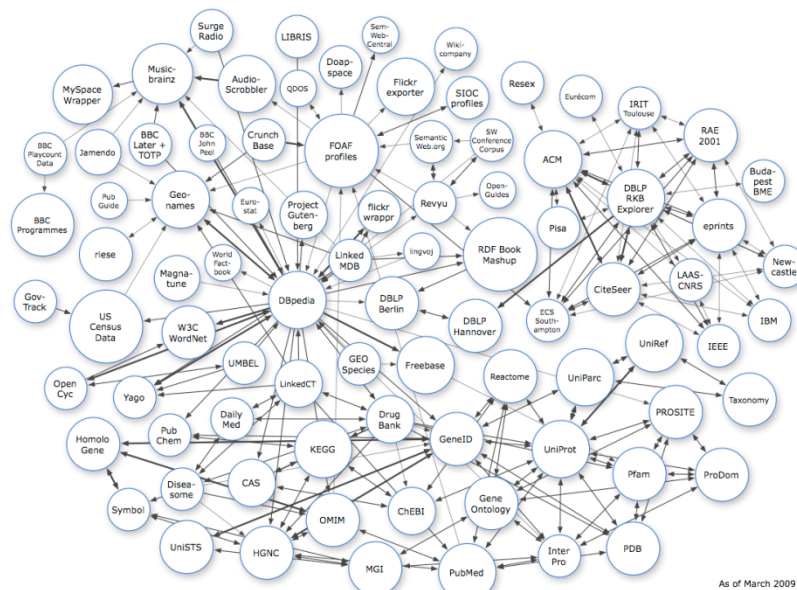 Surge
Radio
LIBRIS
Sem-
Web-
Central
Wiki-
company
Music-
brainz
Audio-
Scrobbler
QDOS
Doap-
space
Flickr
exporter
SIOC
profiles
Resex
Eurécom
IRIT
Toulouse
MySpace
Wrapper
BBC
Playcount
Data
Jamendo
BBC
Later +
TOTP
BBC
John
Peel
Crunch
Base
FOAF
profiles
Semantic
Web.org
SW
Conference
Corpus
ACM
RAE
2001
DBLP
RKB
Explorer
Buda-
pest
BME
Pub
Guide
Geo-
names
Euro-
stat
Project
Guten-
berg
flickr
wrappr
Revyu
Open-
Guides
BBC
Programmes
Pisa
eprints
riese
World
Fact-
book
Linked
MDB
lingvoj
RDF Book
Mashup
New-
castle
LAAS-
CNRS
CiteSeer
Magna-
tune
DBpedia
DBLP
Berlin
DBLP
Hannover
ECS
South-
ampton
IBM
IEEE
Gov-
Track
US
Census
Data
W3C
WordNet
UMBEL
GEO
Species
Freebase
Reactome
UniParc
UniRef
Open
Cyc
Yago
LinkedCT
Taxonomy
Daily
Med
Drug
Bank
PROSITE
Homolo
Gene
Pub
Chem
KEGG
GeneID
UniProt
Pfam
ProDom
Disea-
some
CAS
ChEBI
Gene
Ontology
Symbol
OMIM
UniSTS
HGNC
MGI
PubMed
Inter
Pro
PDB
As of March 2009